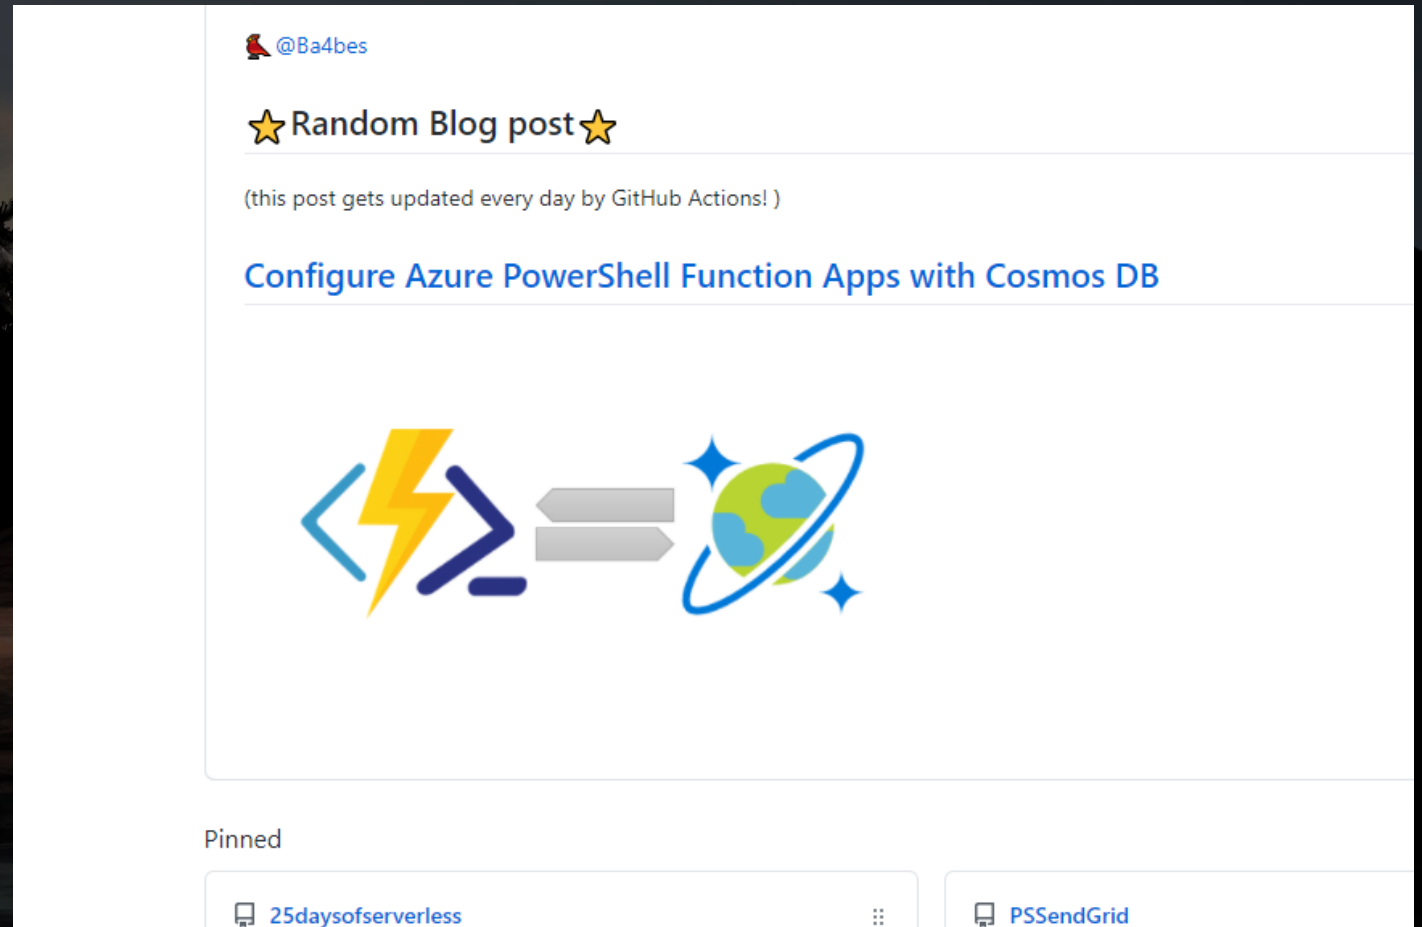 @Ba4bes
Random Blog post
(this post gets updated every day by GitHub Actions! )
Configure Azure PowerShell Function Apps with Cosmos DB
Pinned
25daysofserverless
PSSendGrid